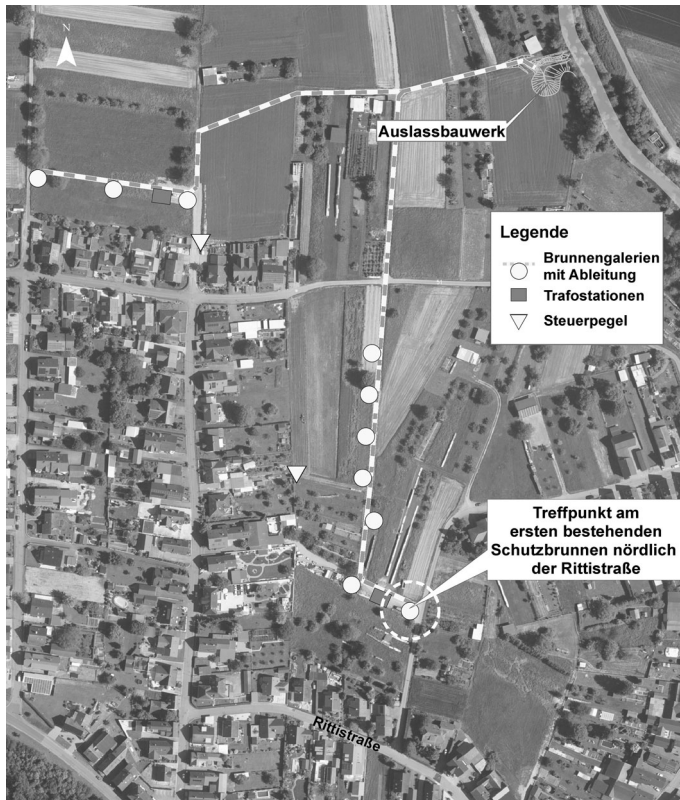 N
Auslassbauwerk
Legende
Brunnengalerien
mit Ableitung
Trafostationen
Steuerpegel
Treffpunkt am
ersten bestehenden
Schutzbrunnen nördlich
der Rittistraße
Rittistraße